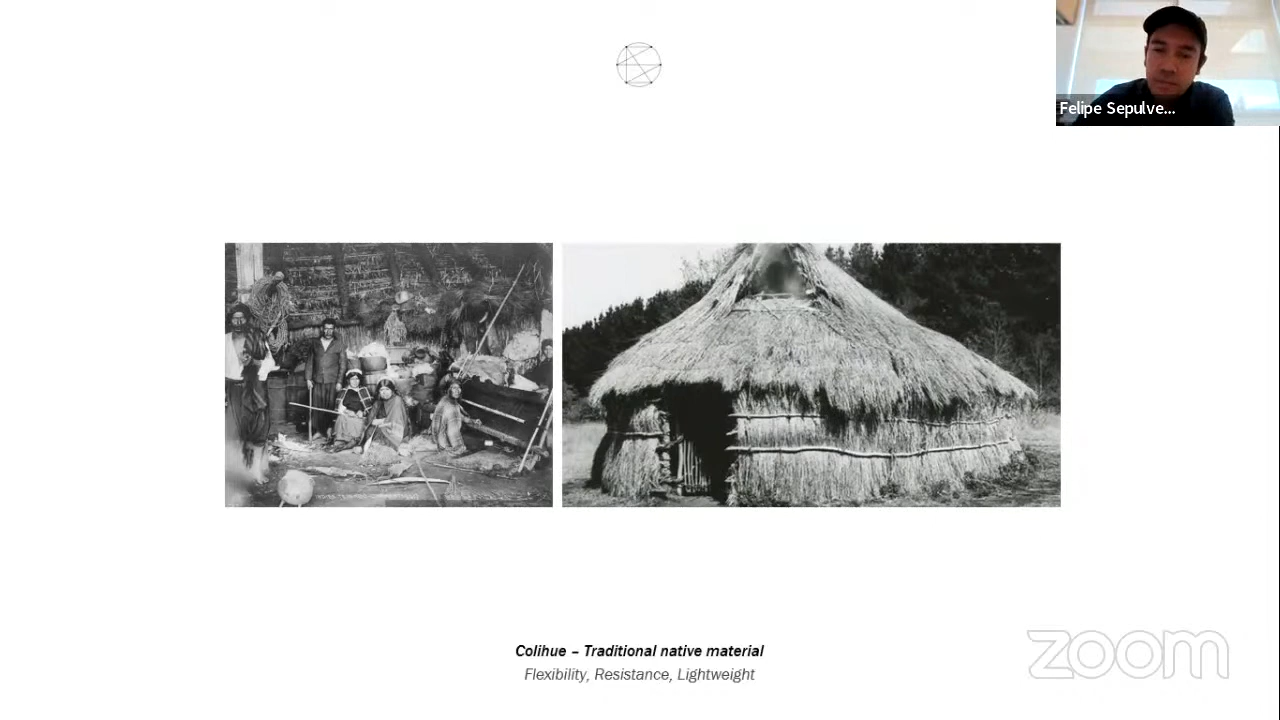 Felipe Sepulve...
Colihue – Traditional native material
Flexibility, Resistance, Lightweight
zoom